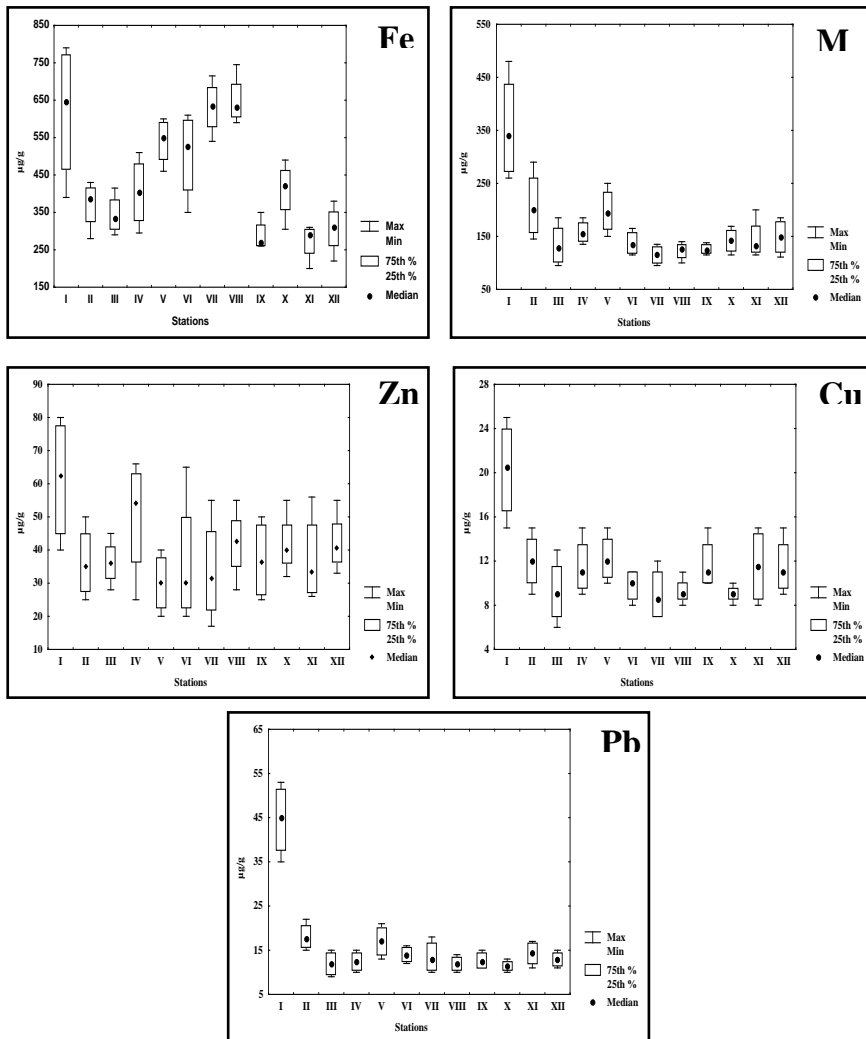 Fe
850
750
650
550
450
350
250
150
µg/g
I II III IV V VI VII VIII IX X XI XII
Stations
Max
Min
75th %
25th %
Median
M
550
450
350
250
150
50
µg/g
I II III IV V VI VII VIII IX X XI XII
Stations
Max
Min
75th %
25th %
Median
Zn
90
80
70
60
50
40
30
20
10
µg/g
I II III IV V VI VII VIII IX X XI XII
Stations
Max
Min
75th %
25th %
Median
Cu
28
24
20
16
12
8
4
µg/g
I II III IV V VI VII VIII IX X XI XII
Stations
Max
Min
75th %
25th %
Median
Pb
65
55
45
35
25
15
5
µg/g
I II III IV V VI VII VIII IX X XI XII
Stations
Max
Min
75th %
25th %
Median